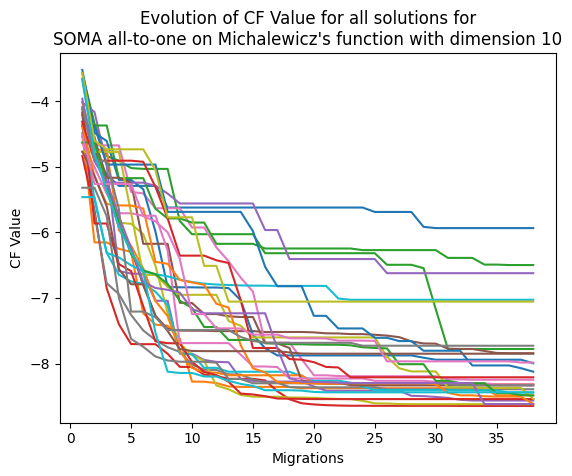 Evolution of CF Value for all solutions for
SOMA all-to-one on Michalewicz's function with dimension 10
CF Value
−4
−5
−6
−7
−8
0 5 10 15 20 25 30 35
Migrations